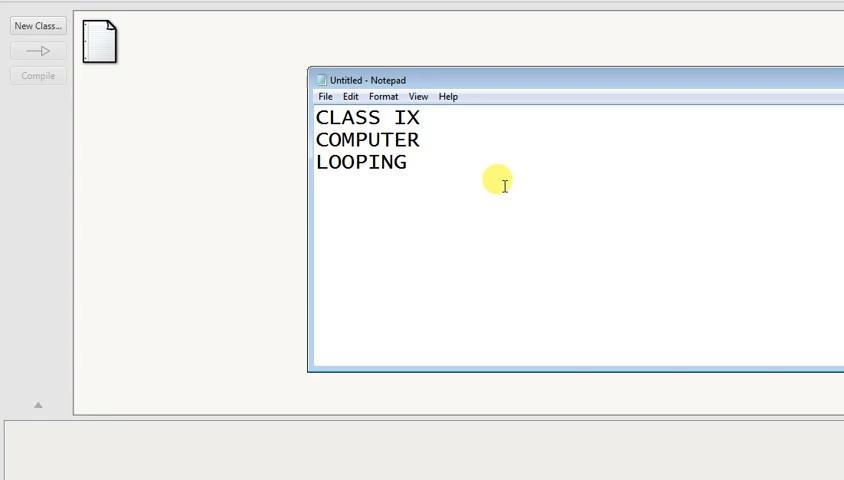 New Class...
Compile
Untitled - Notepad
File Edit Format View Help
CLASS IX
COMPUTER
LOOPING